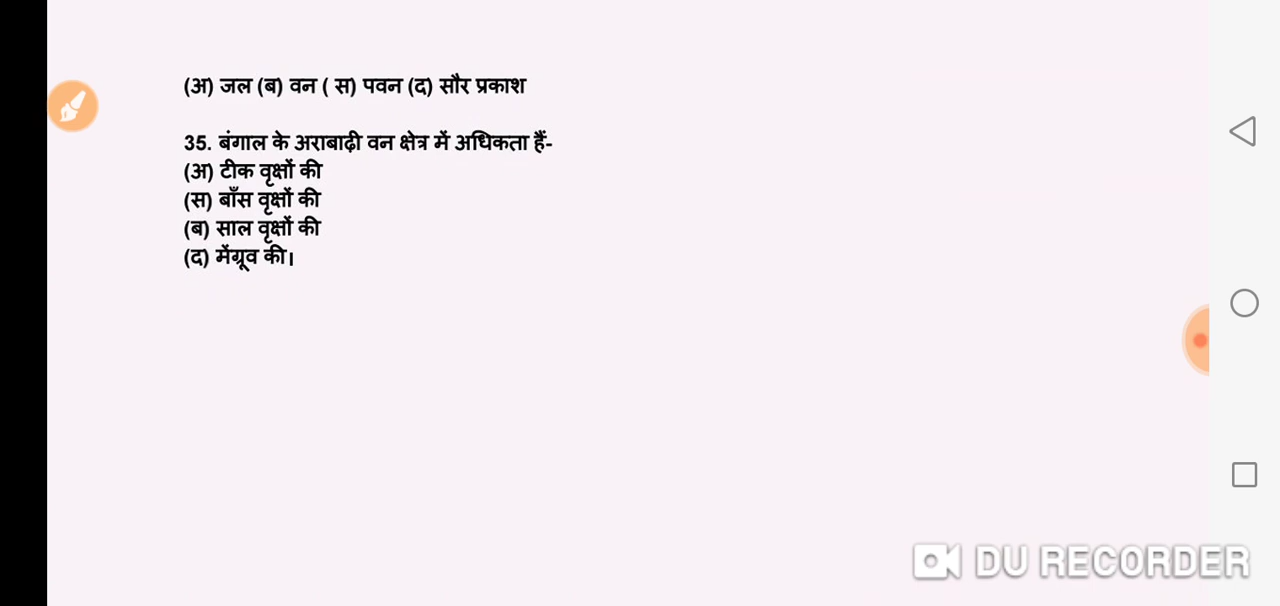 (अ) जल (ब) वन ( स) पवन (द) सौर प्रकाश
35. बंगाल के अराबाढ़ी वन क्षेत्र में अधिकता हैं-
(अ) टीक वृक्षों की
(स) बाँस वृक्षों की
(ब) साल वृक्षों की
(द) मेंग्रूव की।
DU RECORDER